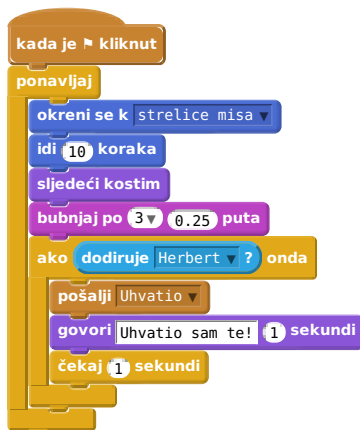 kada je ⚑ kliknut
ponavljaj
okreni se k strelice misa ▼
idi 10 koraka
sljedeći kostim
bubnjaj po 3 ▼ 0.25 puta
ako dodiruje Herbert ▼ ? onda
pošalji Uhvatio ▼
govori Uhvatio sam te! 1 sekundi
čekaj 1 sekundi